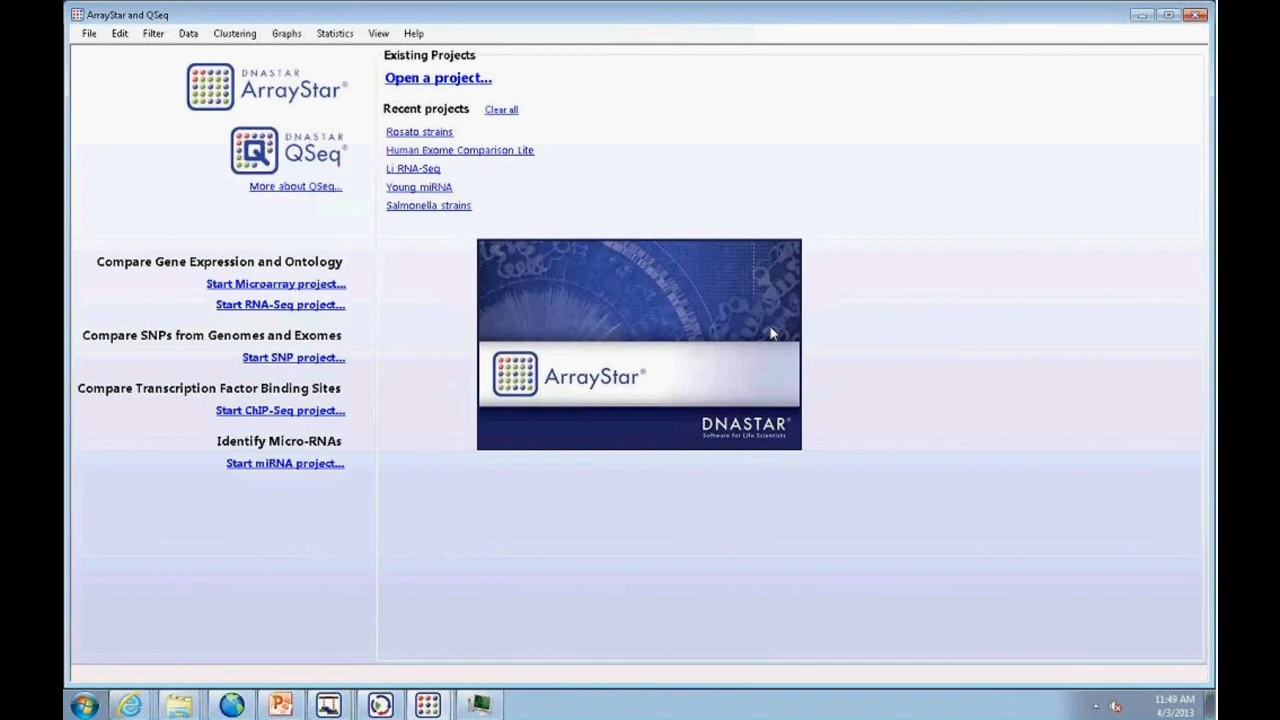 ArrayStar and QSeq
File Edit Filter Data Clustering Graphs Statistics View Help
DNASTAR
ArrayStar®
DNASTAR
QSeq®
More about QSeq...
Compare Gene Expression and Ontology
Start Microarray project...
Start RNA-Seq project...
Compare SNPs from Genomes and Exomes
Start SNP project...
Compare Transcription Factor Binding Sites
Start ChIP-Seq project...
Identify Micro-RNAs
Start miRNA project...
Existing Projects
Open a project...
Recent projects Clear all
Rosato strains
Human Exome Comparison Lite
Li RNA-Seq
Young miRNA
Salmonella strains
ArrayStar®
DNASTAR®
Software for Life Scientists
11:49 AM
4/3/2013